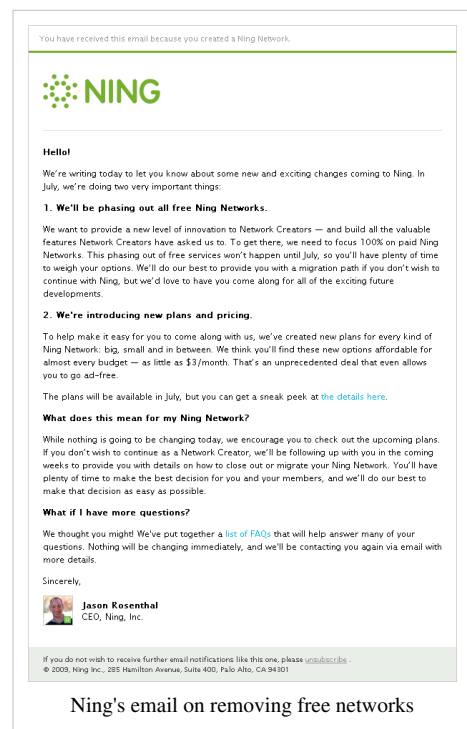 You have received this email because you created a Ning Network.
NING
Hello!
We're writing today to let you know about some new and exciting changes coming to Ning. In
July, we're doing two very important things:
1. We'll be phasing out all free Ning Networks.
We want to provide a new level of innovation to Network Creators — and build all the valuable
features Network Creators have asked us to. To get there, we need to focus 100% on paid Ning
Networks. This phasing out of free services won't happen until July, so you'll have plenty of time
to weigh your options. We'll do our best to provide you with a migration path if you don't wish to
continue with Ning, but we'd love to have you come along for all of the exciting future
developments.
2. We're introducing new plans and pricing.
To help make it easy for you to come along with us, we've created new plans for every kind of
Ning Network: big, small and in between. We think you'll find these new options affordable for
almost every budget — as little as $3/month. That's an unprecedented deal that even allows
you to go ad-free.
The plans will be available in July, but you can get a sneak peek at the details here.
What does this mean for my Ning Network?
While nothing is going to be changing today, we encourage you to check out the upcoming plans.
If you don't wish to continue as a Network Creator, we'll be following up with you in the coming
weeks to provide you with details on how to close out or migrate your Ning Network. You'll have
plenty of time to make the best decision for you and your members, and we'll do our best to
make that decision as easy as possible.
What if I have more questions?
We thought you might! We've put together a list of FAQs that will help answer many of your
questions. Nothing will be changing immediately, and we'll be contacting you again via email with
more details.
Sincerely,
Jason Rosenthal
CEO, Ning, Inc.
If you do not wish to receive further email notifications like this one, please unsubscribe .
© 2009, Ning Inc., 285 Hamilton Avenue, Suite 400, Palo Alto, CA 94301
Ning's email on removing free networks